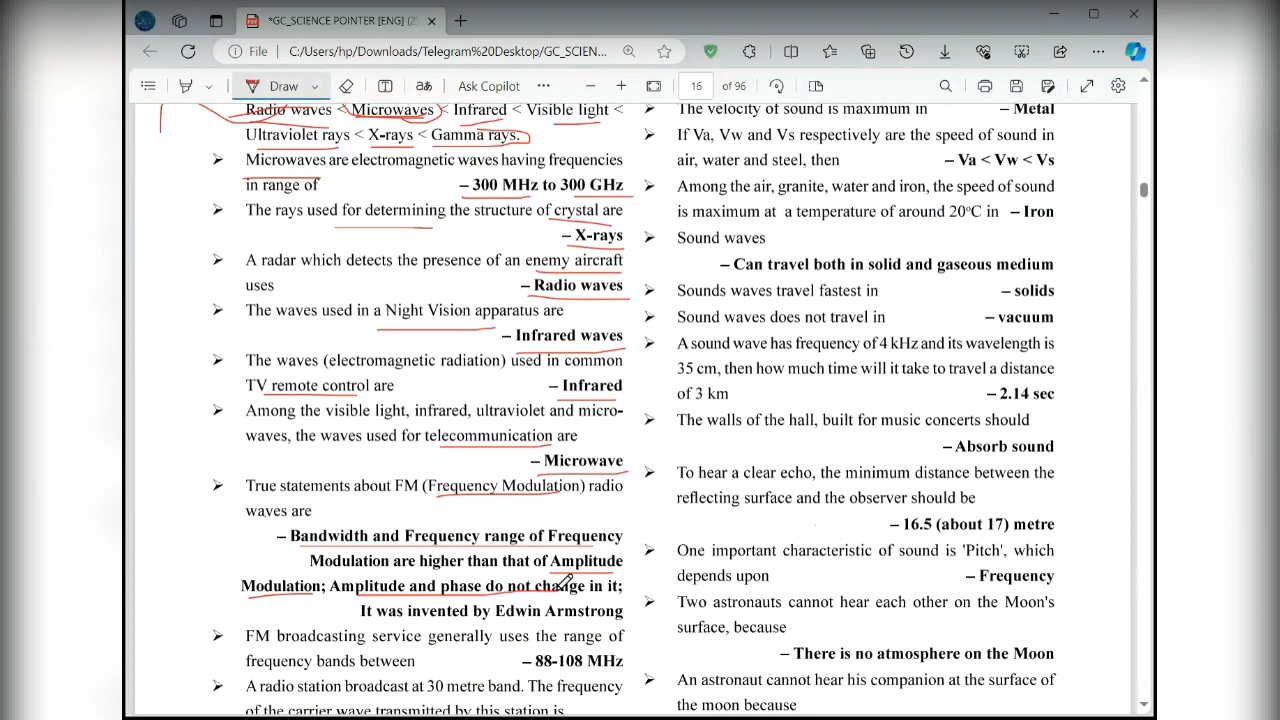 *GC_SCIENCE POINTER [ENG] (2
File
C:/Users/hp/Downloads/Telegram%20Desktop/GC_SCIEN...
Draw
Ask Copilot
16 of 96
Radio waves < Microwaves < Infrared < Visible light <
Ultraviolet rays < X-rays < Gamma rays.
Microwaves are electromagnetic waves having frequencies
in range of – 300 MHz to 300 GHz
The rays used for determining the structure of crystal are
– X-rays
A radar which detects the presence of an enemy aircraft
uses – Radio waves
The waves used in a Night Vision apparatus are
– Infrared waves
The waves (electromagnetic radiation) used in common
TV remote control are – Infrared
Among the visible light, infrared, ultraviolet and micro-
waves, the waves used for telecommunication are
– Microwave
True statements about FM (Frequency Modulation) radio
waves are
– Bandwidth and Frequency range of Frequency
Modulation are higher than that of Amplitude
Modulation; Amplitude and phase do not change in it;
It was invented by Edwin Armstrong
FM broadcasting service generally uses the range of
frequency bands between – 88-108 MHz
A radio station broadcast at 30 metre band. The frequency
of the carrier wave transmitted by this station is
The velocity of sound is maximum in – Metal
If Va, Vw and Vs respectively are the speed of sound in
air, water and steel, then – Va < Vw < Vs
Among the air, granite, water and iron, the speed of sound
is maximum at a temperature of around 20°C in – Iron
Sound waves
– Can travel both in solid and gaseous medium
Sounds waves travel fastest in – solids
Sound waves does not travel in – vacuum
A sound wave has frequency of 4 kHz and its wavelength is
35 cm, then how much time will it take to travel a distance
of 3 km – 2.14 sec
The walls of the hall, built for music concerts should
– Absorb sound
To hear a clear echo, the minimum distance between the
reflecting surface and the observer should be
– 16.5 (about 17) metre
One important characteristic of sound is 'Pitch', which
depends upon – Frequency
Two astronauts cannot hear each other on the Moon's
surface, because
– There is no atmosphere on the Moon
An astronaut cannot hear his companion at the surface of
the moon because